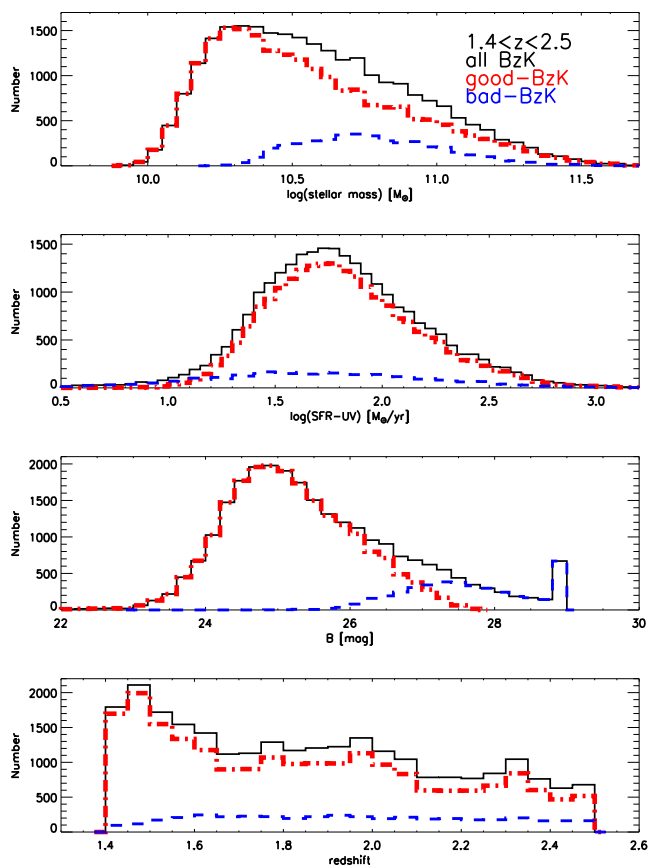 1500
1000
500
0
Number
1.4<z<2.5
all BzK
good-BzK
bad-BzK
10.0 10.5 11.0 11.5
log(stellar mass) [M⊙]
1500
1000
500
0
Number
0.5 1.0 1.5 2.0 2.5 3.0
log(SFR-UV) [M⊙/yr]
2000
1500
1000
500
0
Number
22 24 26 28 30
B [mag]
2000
1500
1000
500
0
Number
1.4 1.6 1.8 2.0 2.2 2.4 2.6
redshift